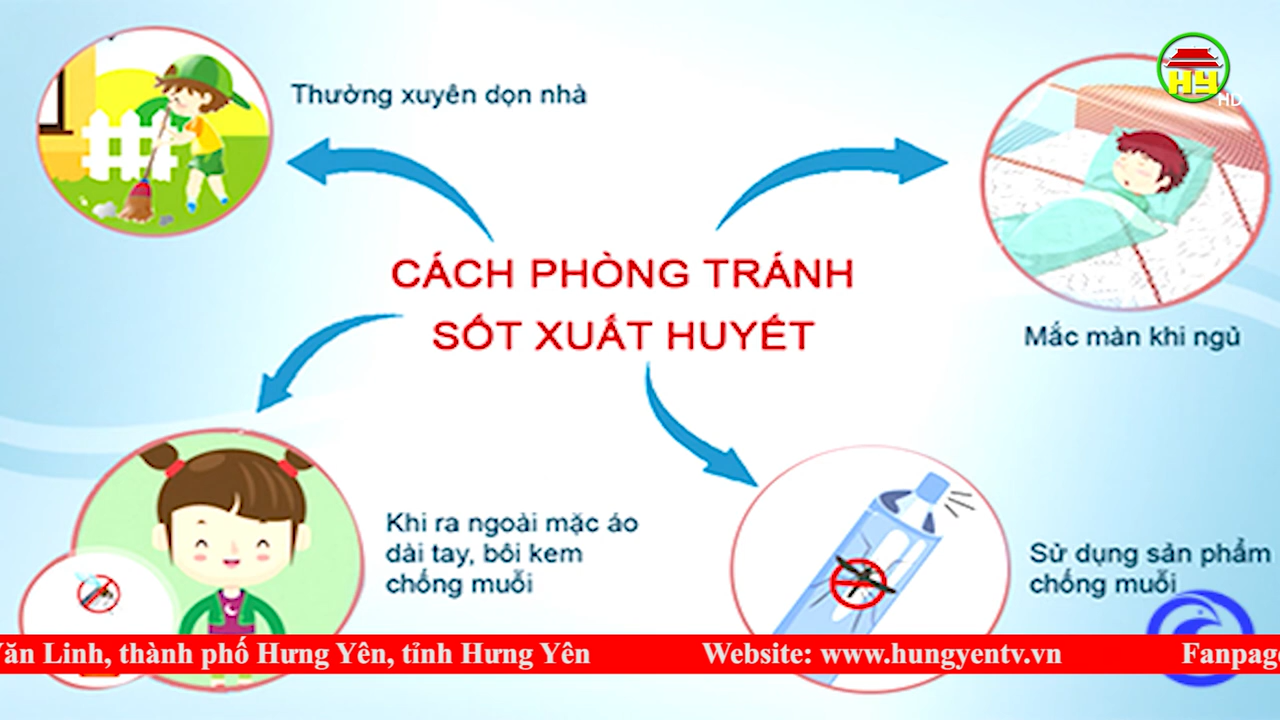 Thường xuyên dọn nhà
HY
HD
CÁCH PHÒNG TRÁNH
SỐT XUẤT HUYẾT
Mắc màn khi ngủ
Khi ra ngoài mặc áo
dài tay, bôi kem
chống muỗi
Sử dụng sản phẩm
chống muỗi
Văn Linh, thành phố Hưng Yên, tỉnh Hưng Yên
Website: www.hungyentv.vn
Fanpage